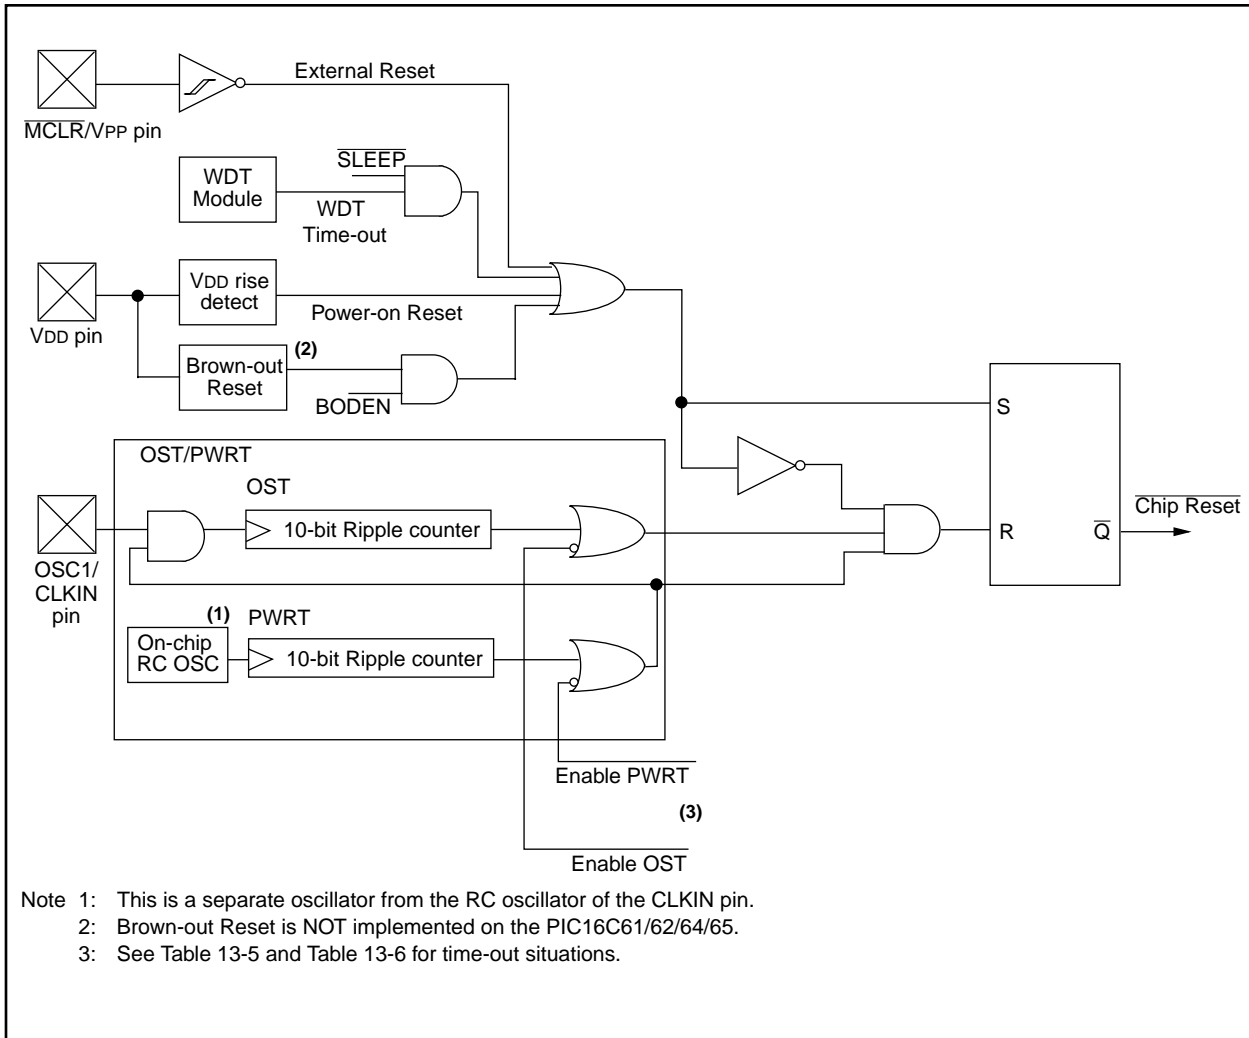 External Reset
MCLR/VPP pin
SLEEP
WDT
Module
WDT
Time-out
VDD rise
detect
Power-on Reset
VDD pin
(2)
Brown-out
Reset
BODEN
S
OST/PWRT
OST
10-bit Ripple counter
Chip Reset
R
Q
OSC1/
CLKIN
pin
(1)
PWRT
On-chip
RC OSC
10-bit Ripple counter
Enable PWRT
(3)
Enable OST
Note 1: This is a separate oscillator from the RC oscillator of the CLKIN pin.
2: Brown-out Reset is NOT implemented on the PIC16C61/62/64/65.
3: See Table 13-5 and Table 13-6 for time-out situations.